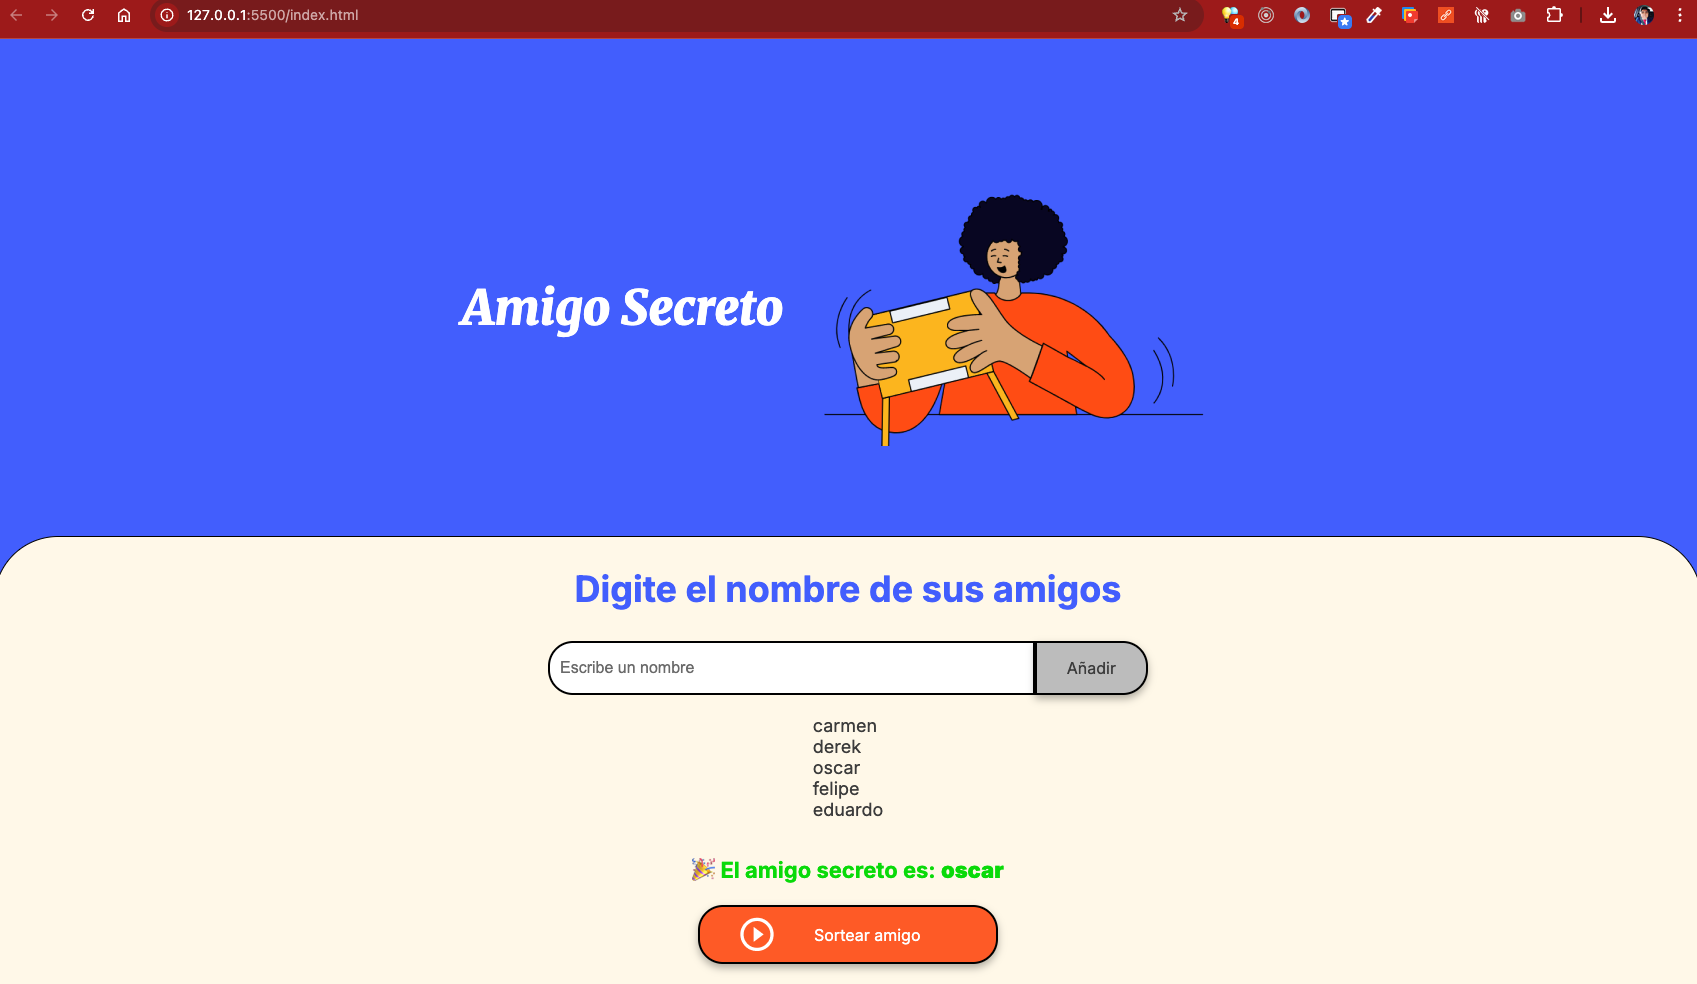 127.0.0.1:5500/index.html
4
Amigo Secreto
Digite el nombre de sus amigos
Escribe un nombre
Añadir
carmen
derek
oscar
felipe
eduardo
🎉 El amigo secreto es: oscar
Sortear amigo